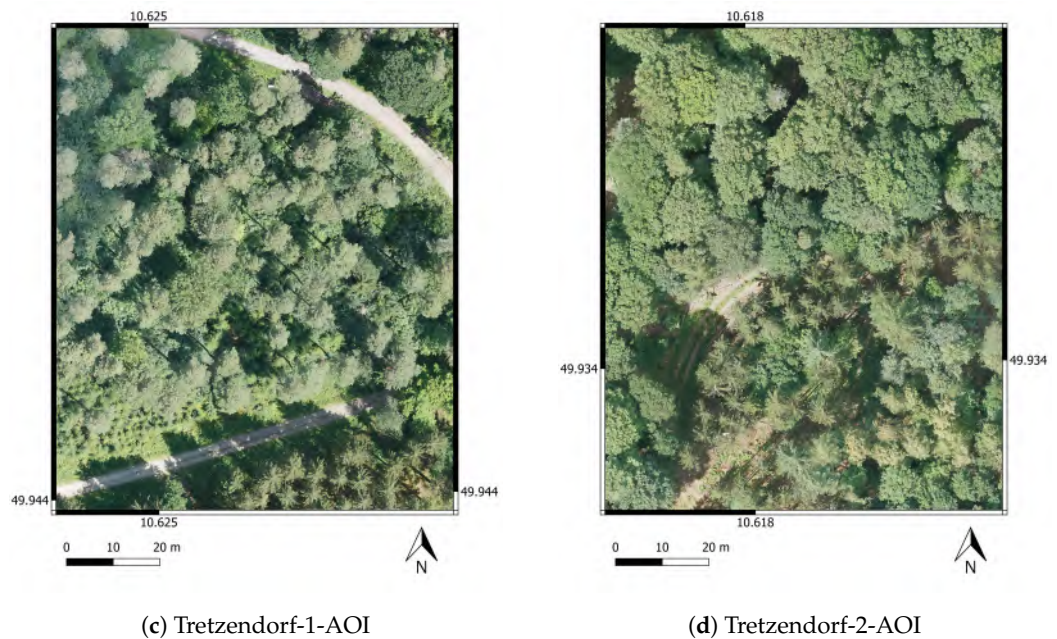 10.625
10.618
49.934
49.934
49.944
49.944
10.625
10.618
0 10 20 m
N
0 10 20 m
N
(c) Tretzendorf-1-AOI
(d) Tretzendorf-2-AOI